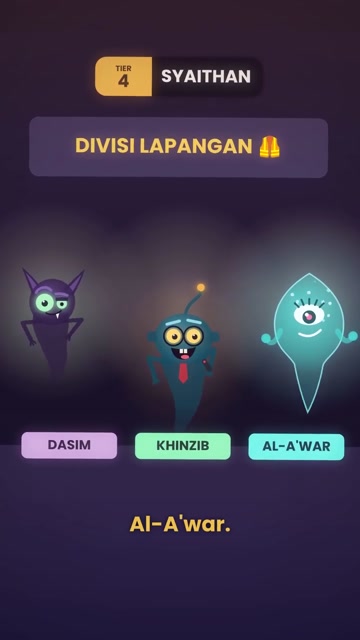 TIER
4
SYAITHAN
DIVISI LAPANGAN 🦺
DASIM
KHINZIB
AL-A'WAR
Al-A'war.